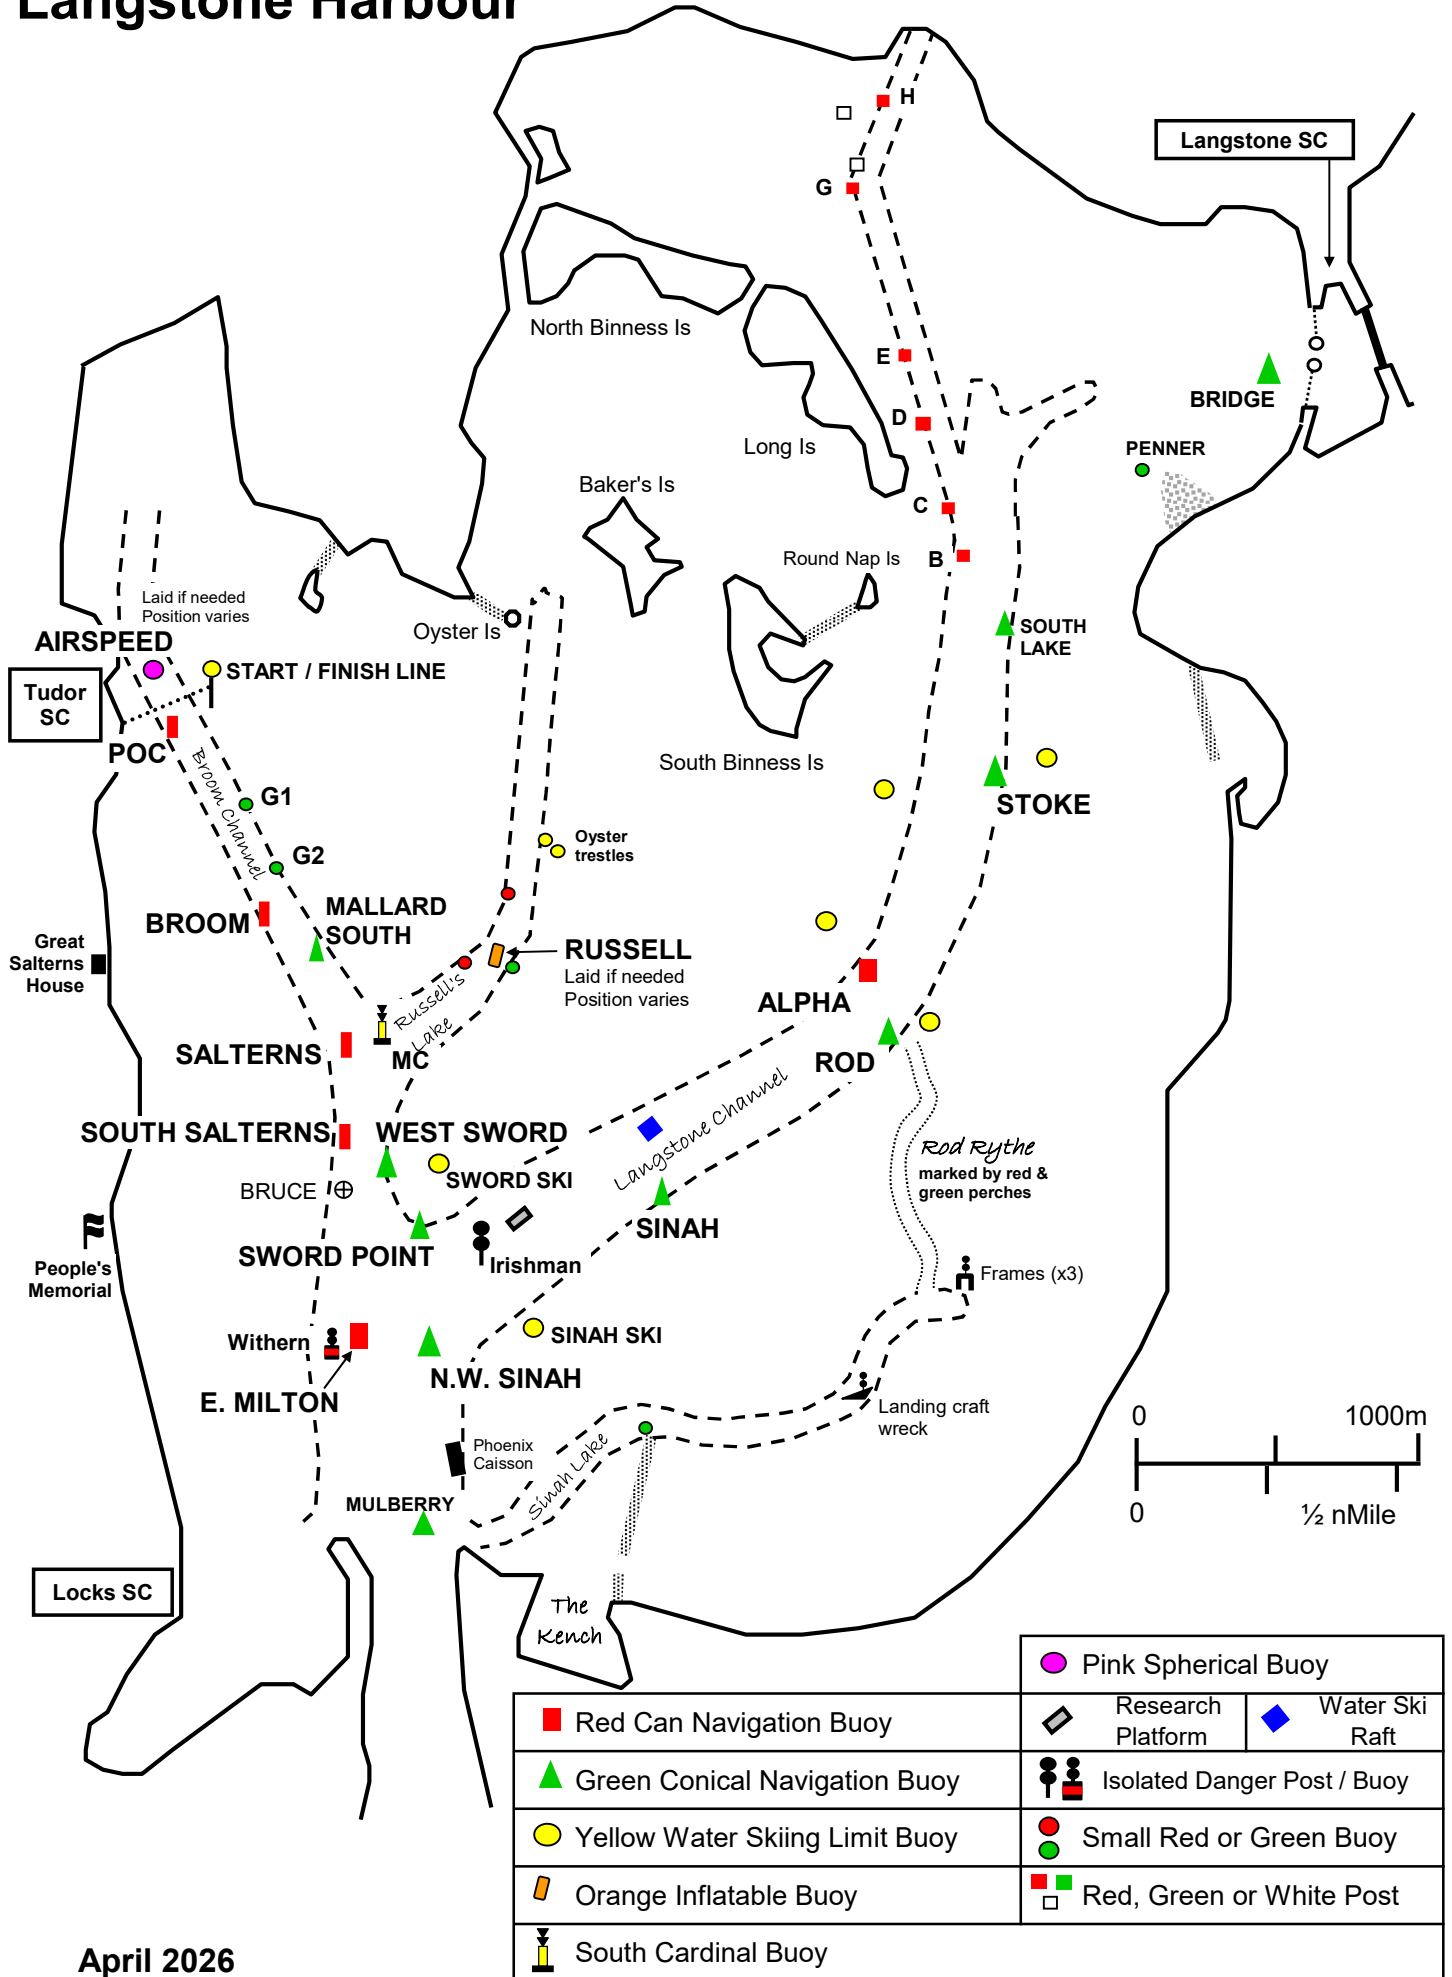 Langstone Harbour
H
Langstone SC
G
North Binness Is
E
BRIDGE
D
Long Is
PENNER
Baker's Is
C
Round Nap Is
B
Laid if needed
Position varies
Oyster Is
SOUTH
LAKE
AIRSPEED
START / FINISH LINE
Tudor
SC
POC
South Binness Is
Broom Channel
G1
STOKE
G2
Oyster
trestles
BROOM
MALLARD
SOUTH
Great
Salterns
House
RUSSELL
Laid if needed
Position varies
ALPHA
Russell's
Lake
SALTERNS
MC
ROD
Langstone Channel
SOUTH SALTERNS
WEST SWORD
Rod Rythe
marked by red &
green perches
SWORD SKI
BRUCE
SINAH
SWORD POINT
Irishman
People's
Memorial
Frames (x3)
Withern
SINAH SKI
N.W. SINAH
E. MILTON
Landing craft
wreck
0
1000m
Phoenix
Caisson
Sinah Lake
MULBERRY
0
½ nMile
Locks SC
The
Kench
Pink Spherical Buoy
Red Can Navigation Buoy
Research
Platform
Water Ski
Raft
Green Conical Navigation Buoy
Isolated Danger Post / Buoy
Yellow Water Skiing Limit Buoy
Small Red or Green Buoy
Orange Inflatable Buoy
Red, Green or White Post
South Cardinal Buoy
April 2026